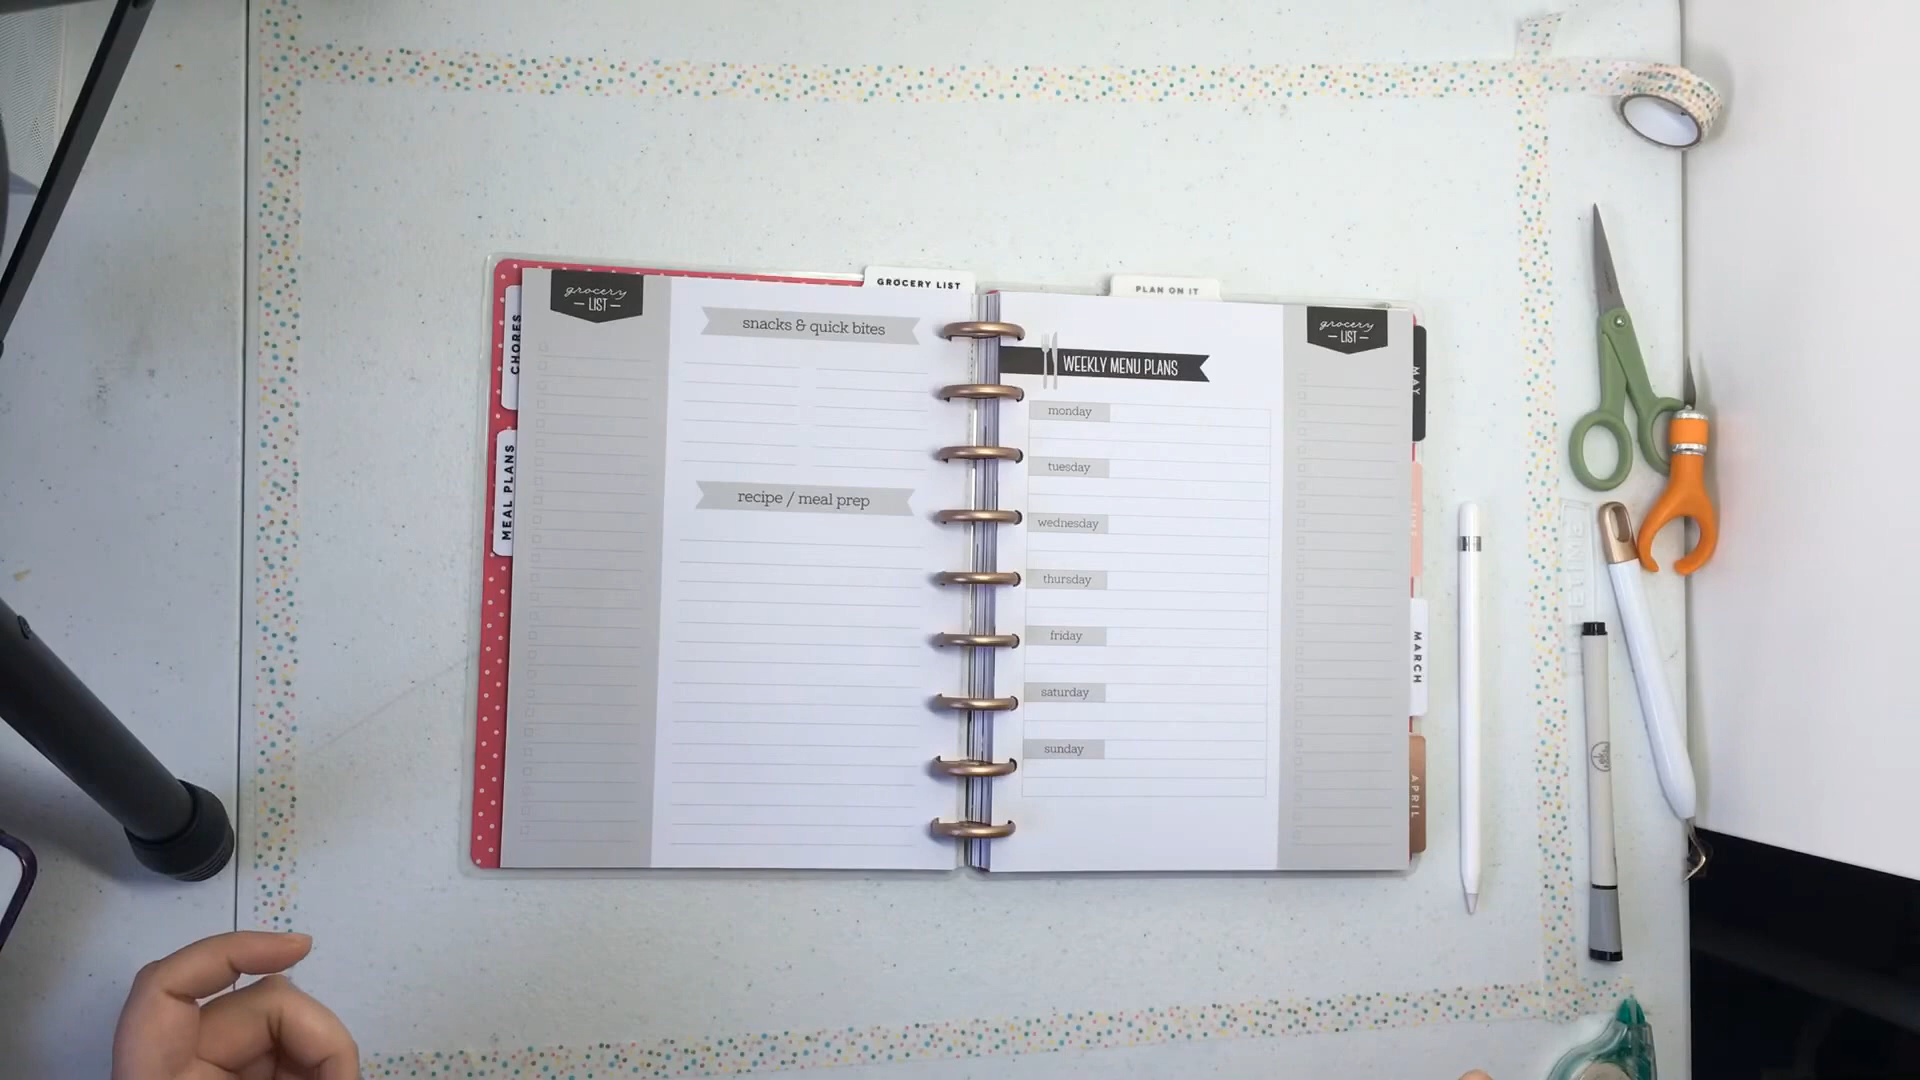 GROCERY LIST
PLAN ON IT
CHORES
MEAL PLANS
grocery
— LIST —
snacks & quick bites
recipe / meal prep
WEEKLY MENU PLANS
monday
tuesday
wednesday
thursday
friday
saturday
sunday
grocery
— LIST —
MAY
JUNE
MARCH
APRIL